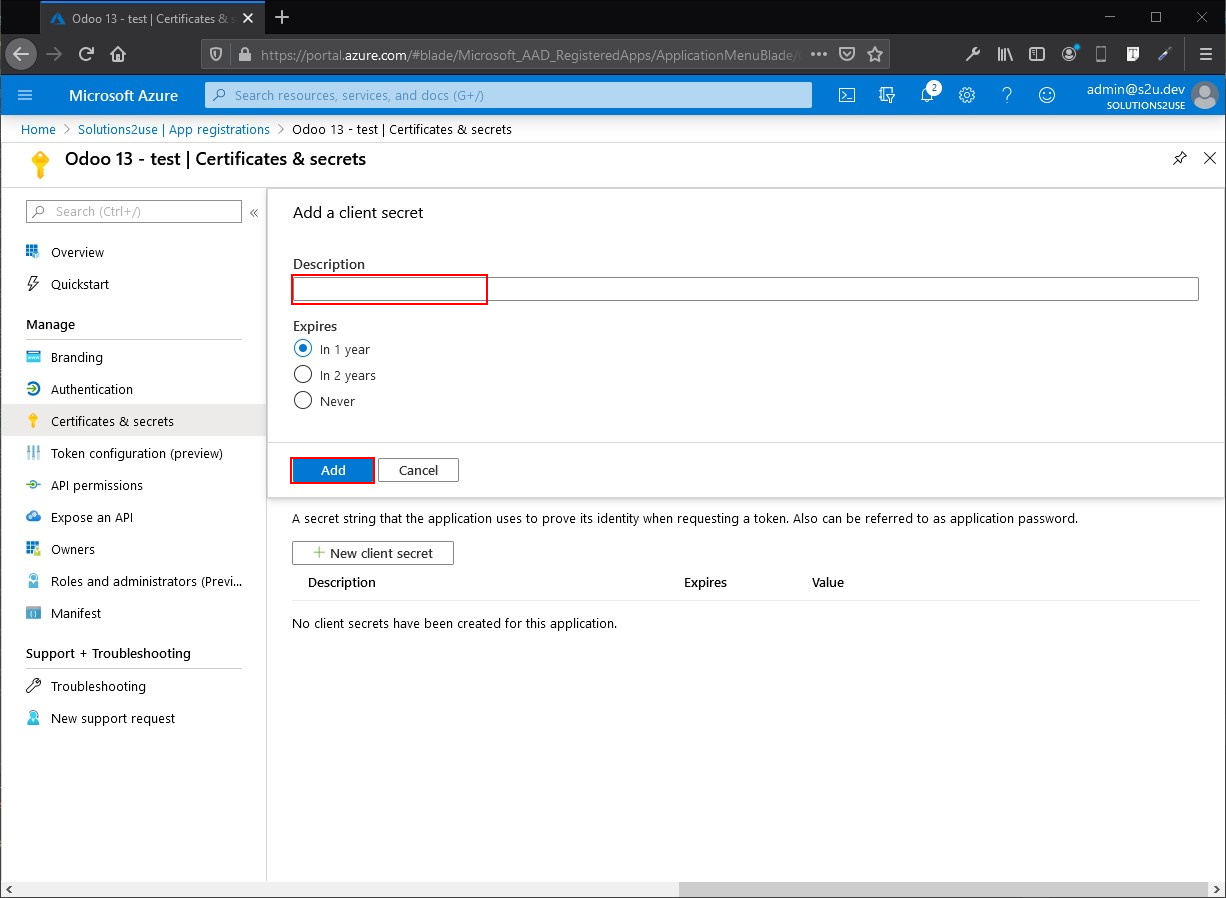 Odoo 13 - test | Certificates & s
https://portal.azure.com/#blade/Microsoft_AAD_RegisteredApps/ApplicationMenuBlade/
Microsoft Azure
Search resources, services, and docs (G+/)
2
admin@s2u.dev
SOLUTIONS2USE
Home > Solutions2use | App registrations > Odoo 13 - test | Certificates & secrets
Odoo 13 - test | Certificates & secrets
Search (Ctrl+/)
«
Overview
Quickstart
Manage
Branding
Authentication
Certificates & secrets
Token configuration (preview)
API permissions
Expose an API
Owners
Roles and administrators (Previ...
Manifest
Support + Troubleshooting
Troubleshooting
New support request
Add a client secret
Description
Expires
In 1 year
In 2 years
Never
Add Cancel
A secret string that the application uses to prove its identity when requesting a token. Also can be referred to as application password.
+ New client secret
Description Expires Value
No client secrets have been created for this application.